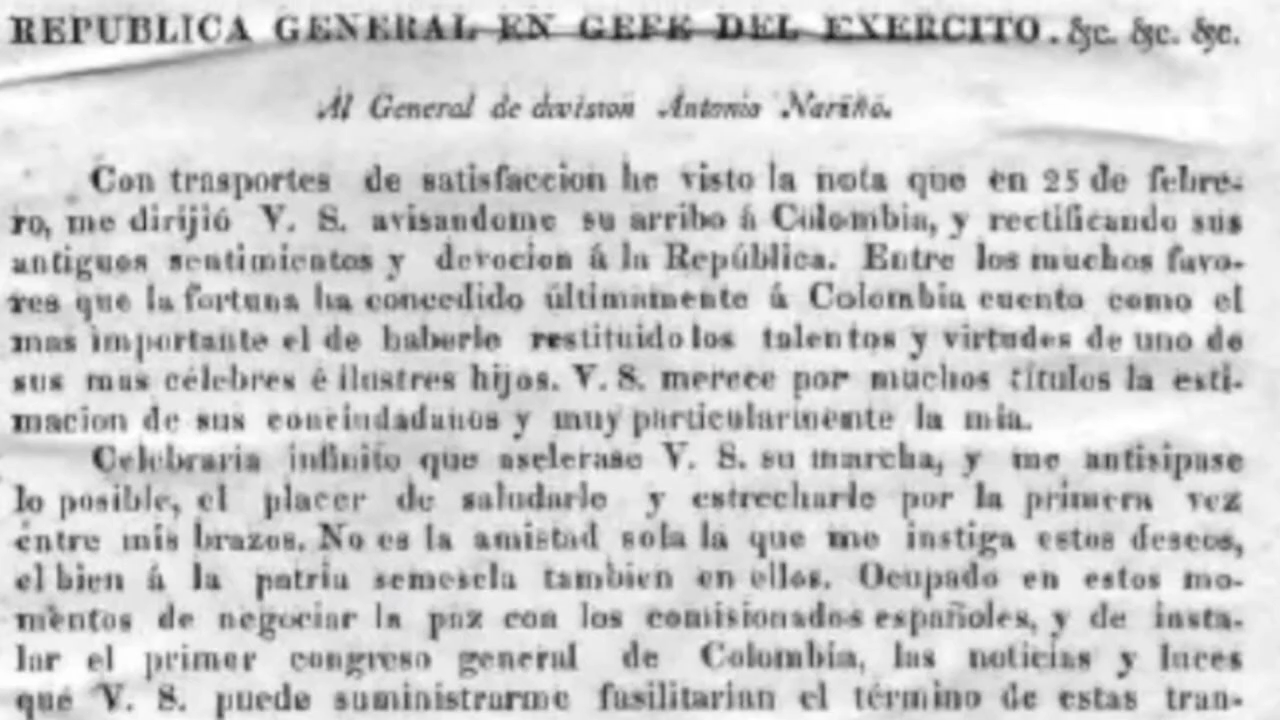 REPUBLICA GENERAL EN GEFE DEL EXERCITO. &c. &c. &c.
Al General de division Antonio Nariño.
Con trasportes de satisfaccion he visto la nota que en 25 de febre-
ro, me dirijió V. S. avisandome su arribo á Colombia, y rectificando sus
antiguos sentimientos y devocion á la República. Entre los muchos favo-
res que la fortuna ha concedido últimamente á Colombia cuento como el
mas importante el de haberle restituido los talentos y virtudes de uno de
sus mas célebres é ilustres hijos. V. S. merece por muchos títulos la esti-
macion de sus conciudadanos y muy particularmente la mia.
Celebraria infinito que aselerase V. S. su marcha, y me antisipase
lo posible, el placer de saludarle y estrecharle por la primera vez
entre mis brazos. No es la amistad sola la que me instiga estos deseos,
el bien á la patria semescla tambien en ellos. Ocupado en estos mo-
mentos de negociar la paz con los comisionados españoles, y de insta-
lar el primer congreso general de Colombia, las noticias y luces
que V. S. puede suministrarme fasilitarian el término de estas tran-